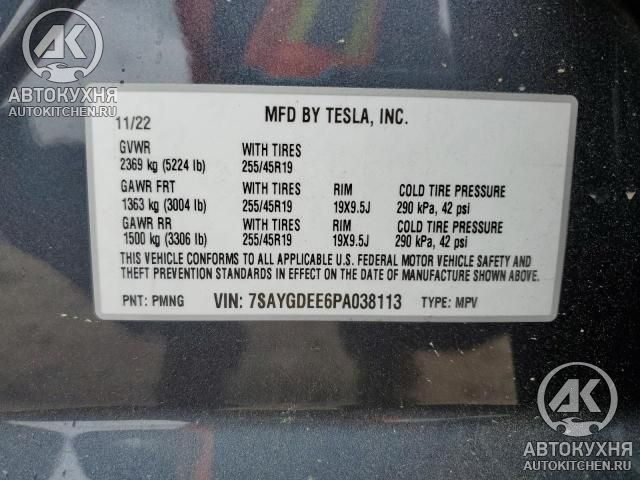 АК
АВТОКУХНЯ
AUTOKITCHEN.RU
11/22 MFD BY TESLA, INC.
GVWR WITH TIRES
2369 kg (5224 lb) 255/45R19
GAWR FRT WITH TIRES RIM COLD TIRE PRESSURE
1363 kg (3004 lb) 255/45R19 19X9.5J 290 kPa, 42 psi
GAWR RR WITH TIRES RIM COLD TIRE PRESSURE
1500 kg (3306 lb) 255/45R19 19X9.5J 290 kPa, 42 psi
THIS VEHICLE CONFORMS TO ALL APPLICABLE U.S. FEDERAL MOTOR VEHICLE SAFETY AND
THEFT PREVENTION STANDARDS IN EFFECT ON THE DATE OF MANUFACTURE SHOWN ABOVE.
PNT: PMNG VIN: 7SAYGDEE6PA038113 TYPE: MPV
АК
АВТОКУХНЯ
AUTOKITCHEN.RU